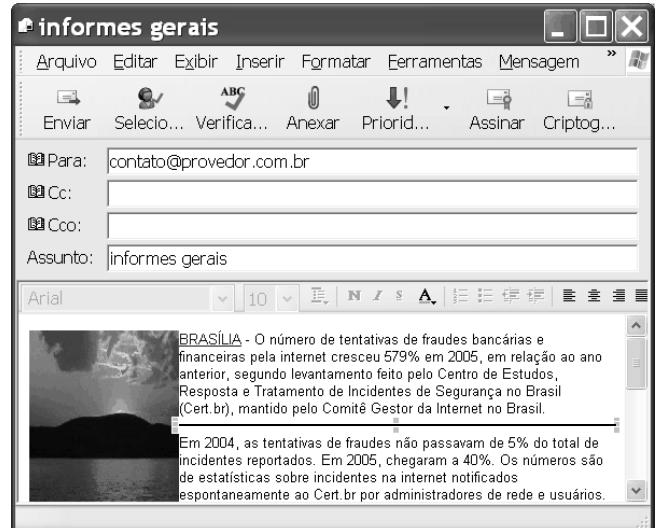 informes gerais
Arquivo Editar Exibir Inserir Formatar Ferramentas Mensagem »
ABC
Enviar Selecio... Verifica... Anexar Priorid... Assinar Criptog...
Para: contato@provedor.com.br
Cc:
Cco:
Assunto: informes gerais
Arial 10 N I S A
BRASÍLIA - O número de tentativas de fraudes bancárias e
financeiras pela internet cresceu 579% em 2005, em relação ao ano
anterior, segundo levantamento feito pelo Centro de Estudos,
Resposta e Tratamento de Incidentes de Segurança no Brasil
(Cert.br), mantido pelo Comitê Gestor da Internet no Brasil.
Em 2004, as tentativas de fraudes não passavam de 5% do total de
incidentes reportados. Em 2005, chegaram a 40%. Os números são
de estatísticas sobre incidentes na internet notificados
espontaneamente ao Cert.br por administradores de rede e usuários.